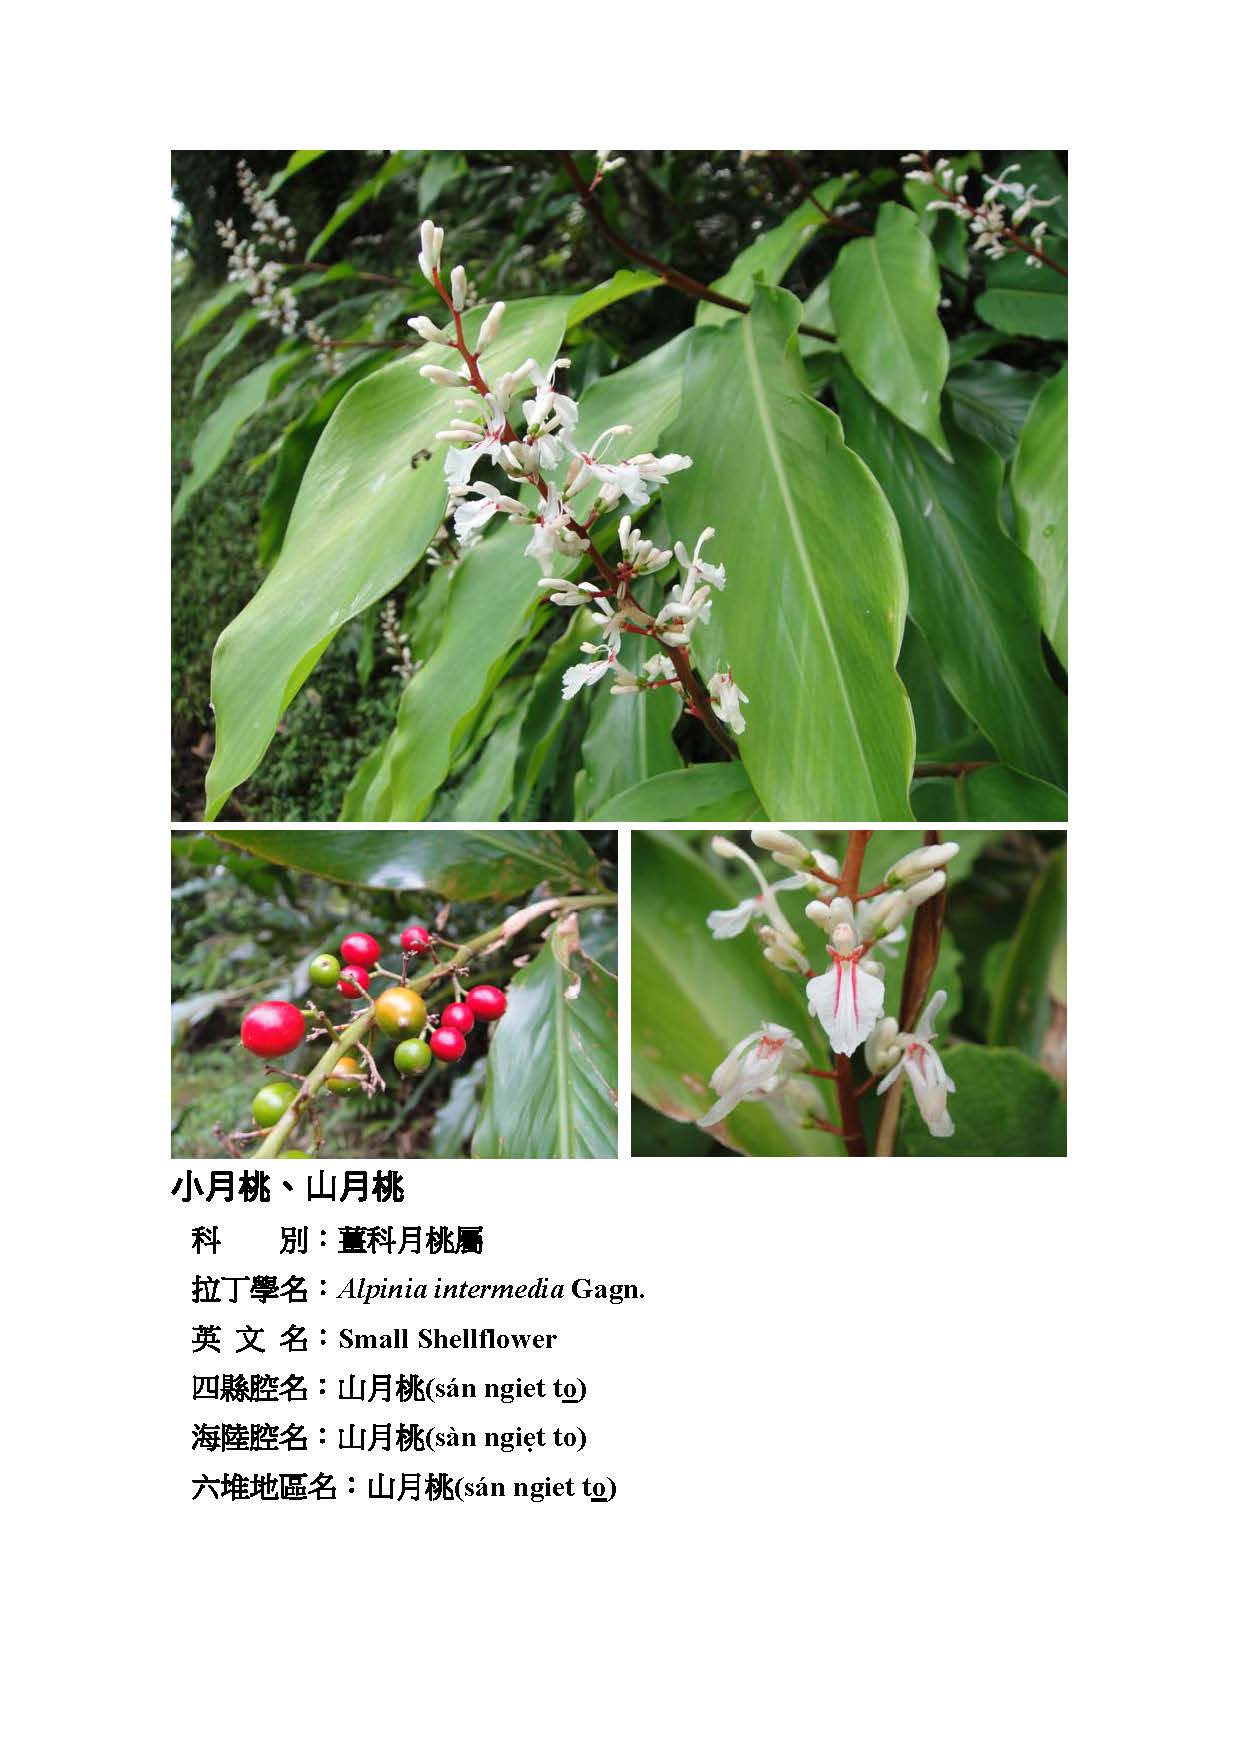 小月桃、山月桃
科　　別：薑科月桃屬
拉丁學名：Alpinia intermedia Gagn.
英 文 名：Small Shellflower
四縣腔名：山月桃(sán ngiet to)
海陸腔名：山月桃(sàn ngiẹt to)
六堆地區名：山月桃(sán ngiet to)